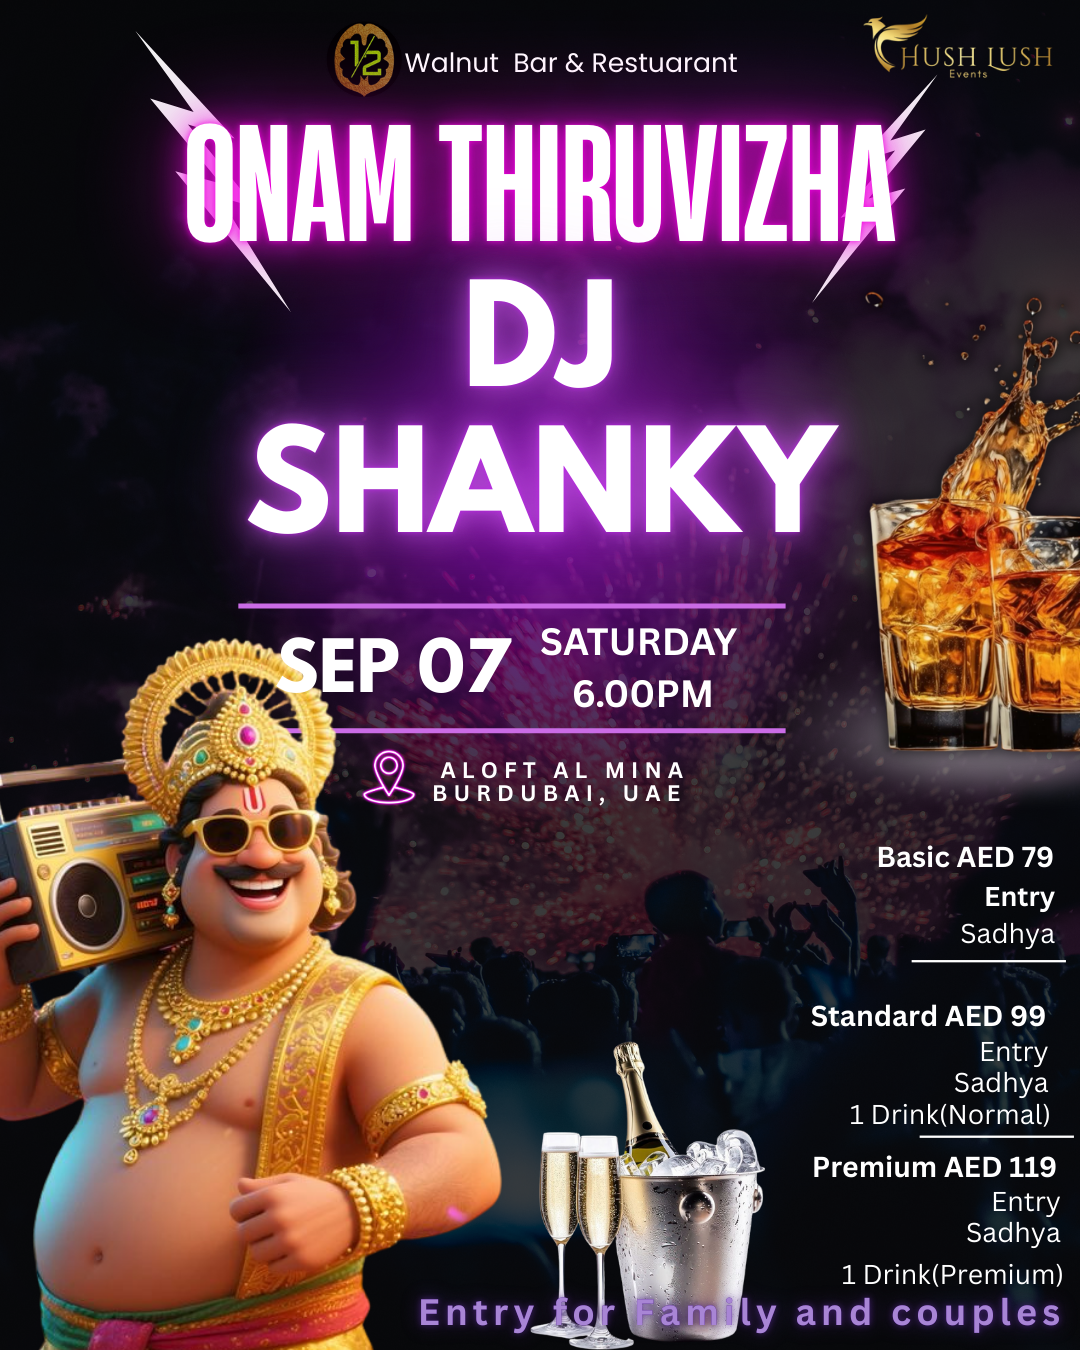 1/2
Walnut Bar & Restuarant
HUSH LUSH
Events
ONAM THIRUVIZHA
DJ
SHANKY
SEP 07
SATURDAY
6.00PM
ALOFT AL MINA
BURDUBAI, UAE
Basic AED 79
Entry
Sadhya
Standard AED 99
Entry
Sadhya
1 Drink(Normal)
Premium AED 119
Entry
Sadhya
1 Drink(Premium)
Entry for Family and couples